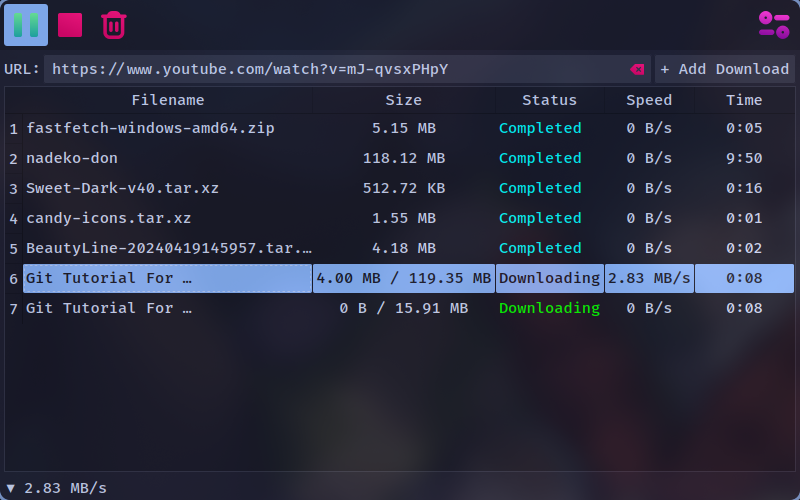 URL: https://www.youtube.com/watch?v=mJ-qvsxPHpY + Add Download
Filename Size Status Speed Time
1 fastfetch-windows-amd64.zip 5.15 MB Completed 0 B/s 0:05
2 nadeko-don 118.12 MB Completed 0 B/s 9:50
3 Sweet-Dark-v40.tar.xz 512.72 KB Completed 0 B/s 0:16
4 candy-icons.tar.xz 1.55 MB Completed 0 B/s 0:01
5 BeautyLine-20240419145957.tar.… 4.18 MB Completed 0 B/s 0:02
6 Git Tutorial For … 4.00 MB / 119.35 MB Downloading 2.83 MB/s 0:08
7 Git Tutorial For … 0 B / 15.91 MB Downloading 0 B/s 0:08
▼ 2.83 MB/s